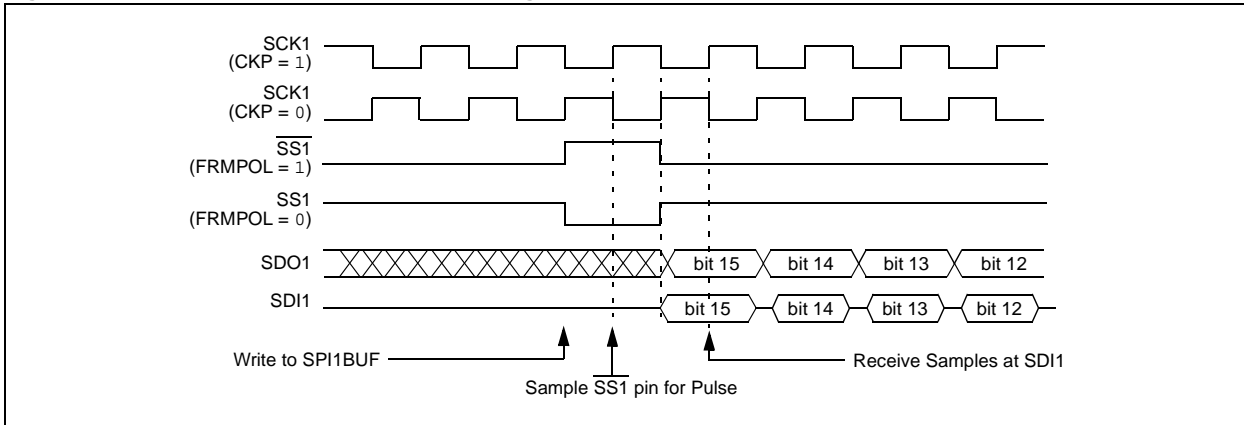 SCK1
(CKP = 1)
SCK1
(CKP = 0)
SS1
(FRMPOL = 1)
SS1
(FRMPOL = 0)
SDO1
bit 15 bit 14 bit 13 bit 12
SDI1
bit 15 bit 14 bit 13 bit 12
Write to SPI1BUF
Receive Samples at SDI1
Sample SS1 pin for Pulse